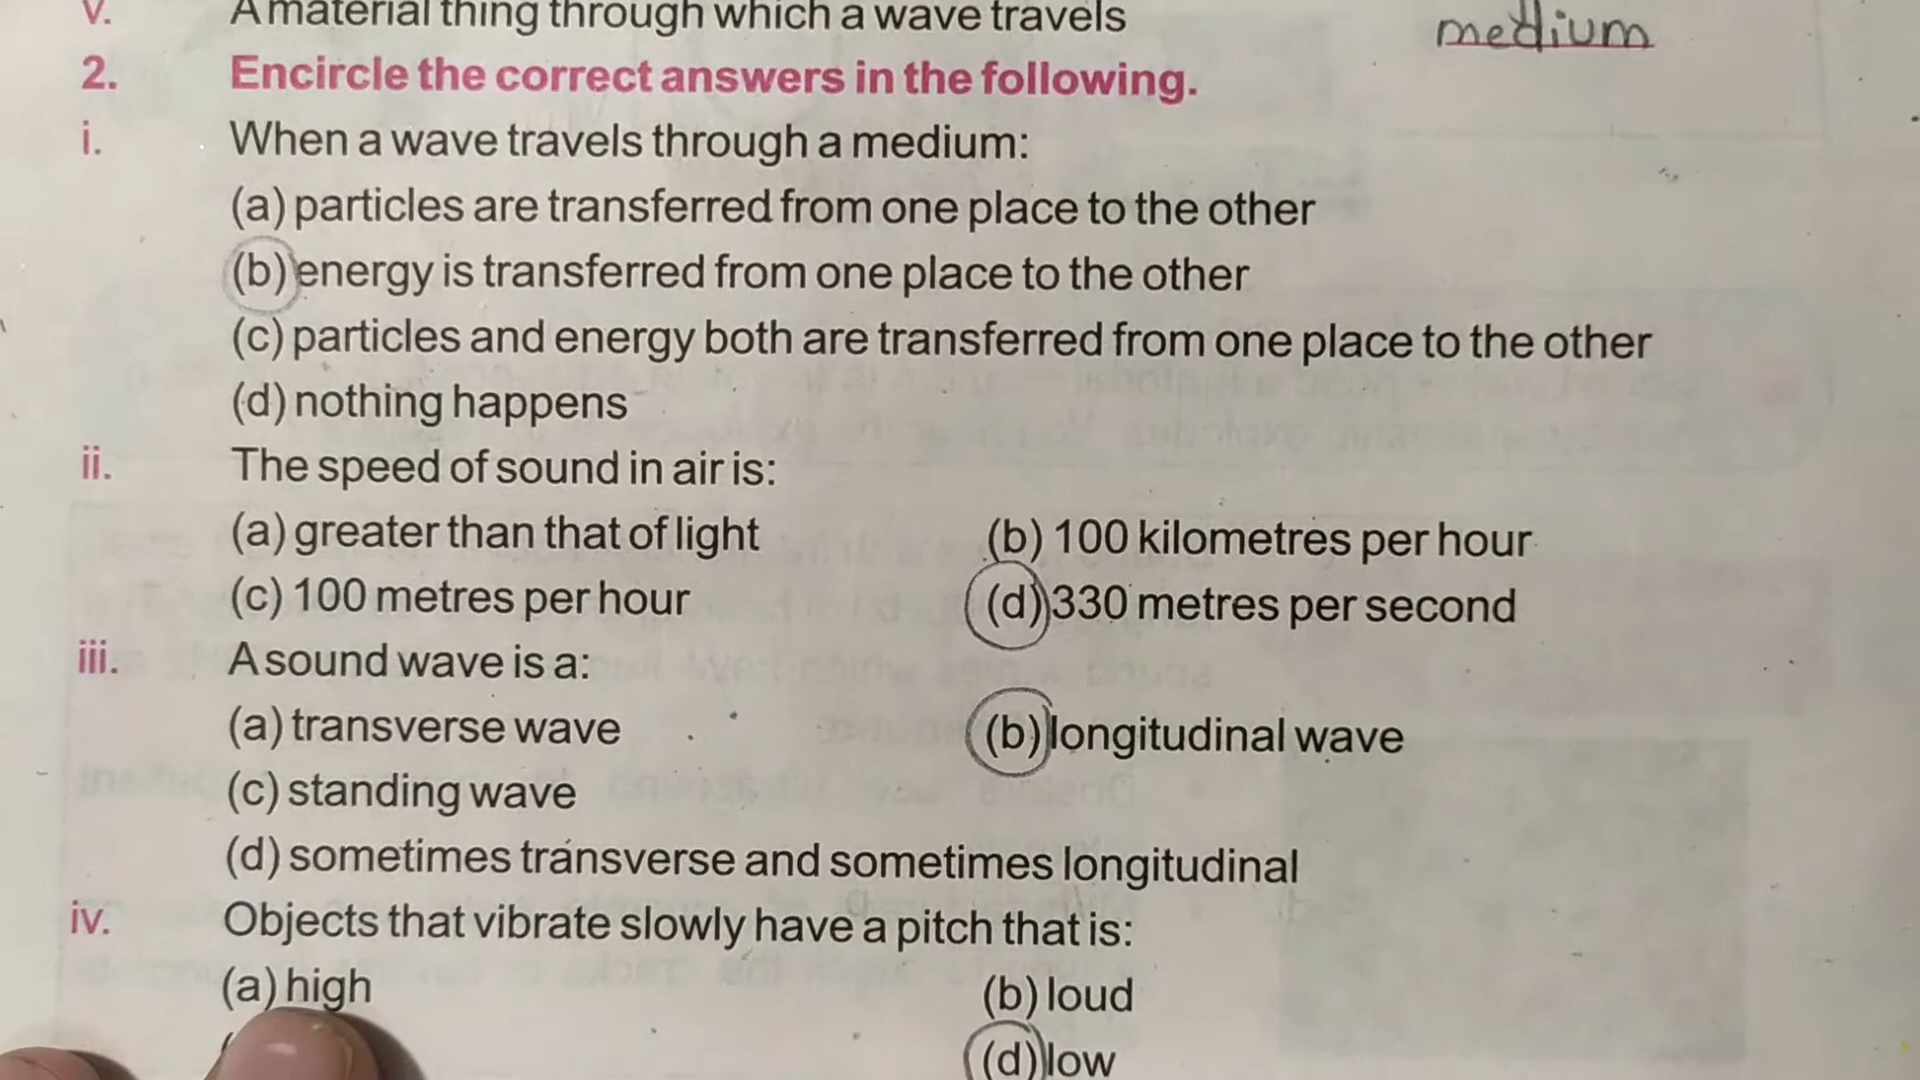 v. A material thing through which a wave travels medium
2. Encircle the correct answers in the following.
i. When a wave travels through a medium:
(a) particles are transferred from one place to the other
(b) energy is transferred from one place to the other
(c) particles and energy both are transferred from one place to the other
(d) nothing happens
ii. The speed of sound in air is:
(a) greater than that of light (b) 100 kilometres per hour
(c) 100 metres per hour (d) 330 metres per second
iii. A sound wave is a:
(a) transverse wave (b) longitudinal wave
(c) standing wave
(d) sometimes transverse and sometimes longitudinal
iv. Objects that vibrate slowly have a pitch that is:
(a) high (b) loud
(d) low